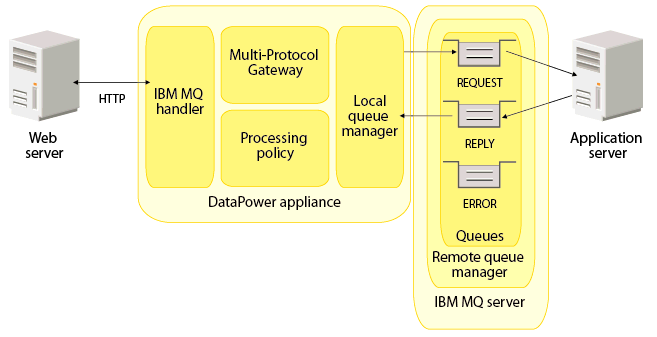 Web
server
HTTP
IBM MQ
handler
Multi-Protocol
Gateway
Processing
policy
Local
queue
manager
DataPower appliance
REQUEST
REPLY
ERROR
Queues
Remote queue
manager
IBM MQ server
Application
server